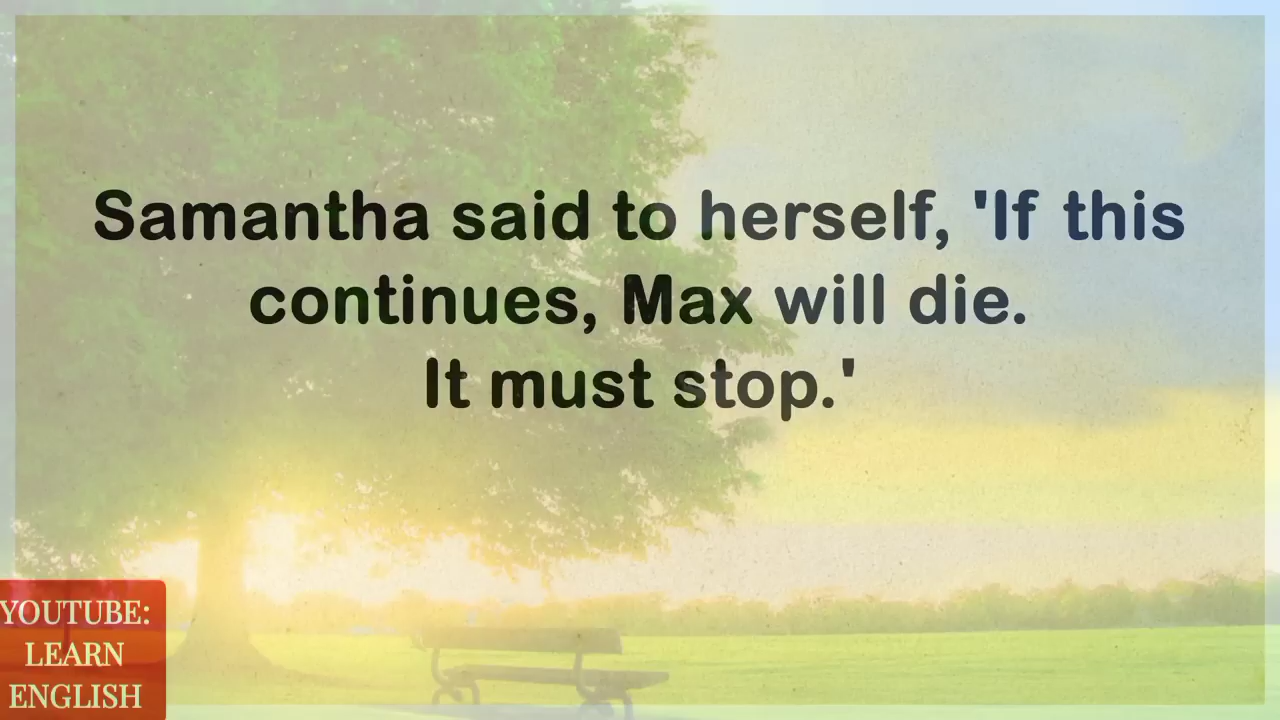 Samantha said to herself, 'If this
continues, Max will die.
It must stop.'
YOUTUBE:
LEARN
ENGLISH